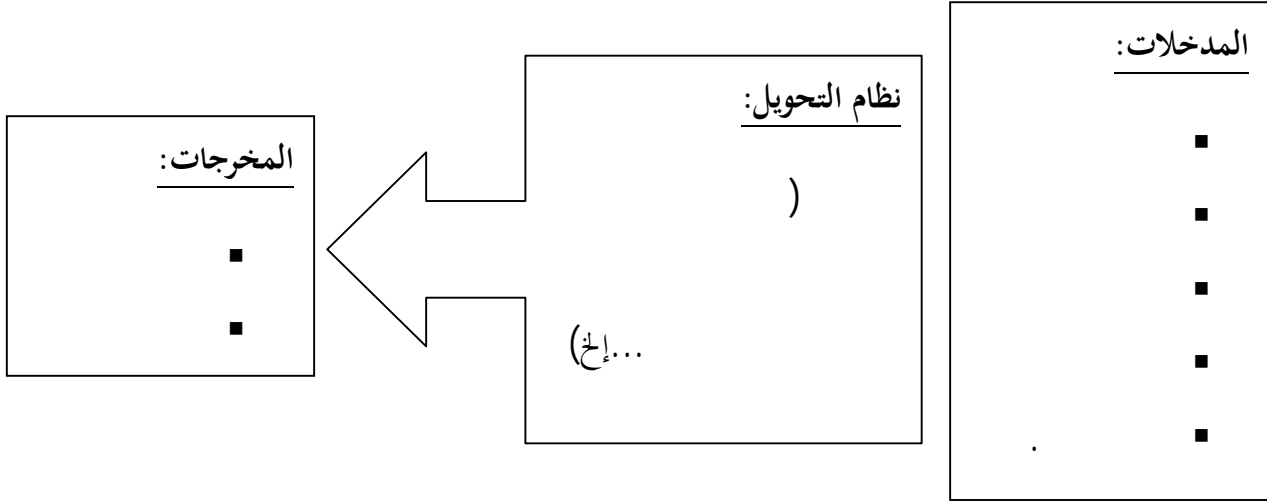 المدخلات:
▪
▪
▪
▪
▪ .
نظام التحويل:
(
...إلخ)
المخرجات:
▪
▪